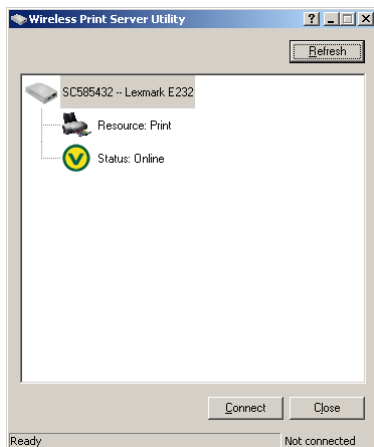 Wireless Print Server Utility
Refresh
SC585432 -- Lexmark E232
Resource: Print
Status: Online
Connect Close
Ready Not connected